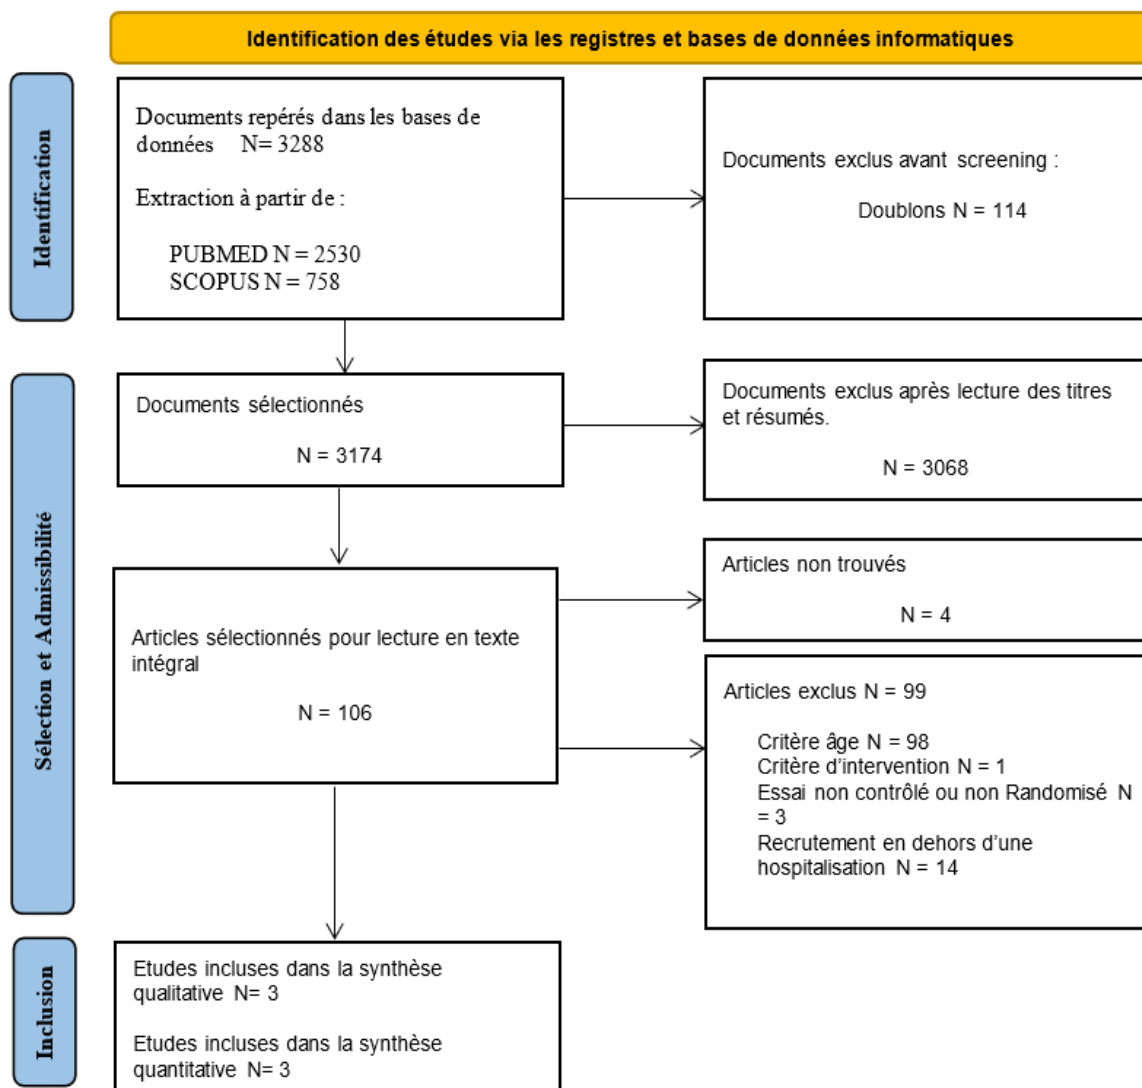 Identification des études via les registres et bases de données informatiques
Identification
Documents repérés dans les bases de
données N= 3288
Extraction à partir de :
PUBMED N = 2530
SCOPUS N = 758
Documents exclus avant screening :
Doublons N = 114
Sélection et Admissibilité
Documents sélectionnés
N = 3174
Documents exclus après lecture des titres
et résumés.
N = 3068
Articles sélectionnés pour lecture en texte
intégral
N = 106
Articles non trouvés
N = 4
Articles exclus N = 99
Critère âge N = 98
Critère d'intervention N = 1
Essai non contrôlé ou non Randomisé N
= 3
Recrutement en dehors d'une
hospitalisation N = 14
Inclusion
Etudes incluses dans la synthèse
qualitative N= 3
Etudes incluses dans la synthèse
quantitative N= 3